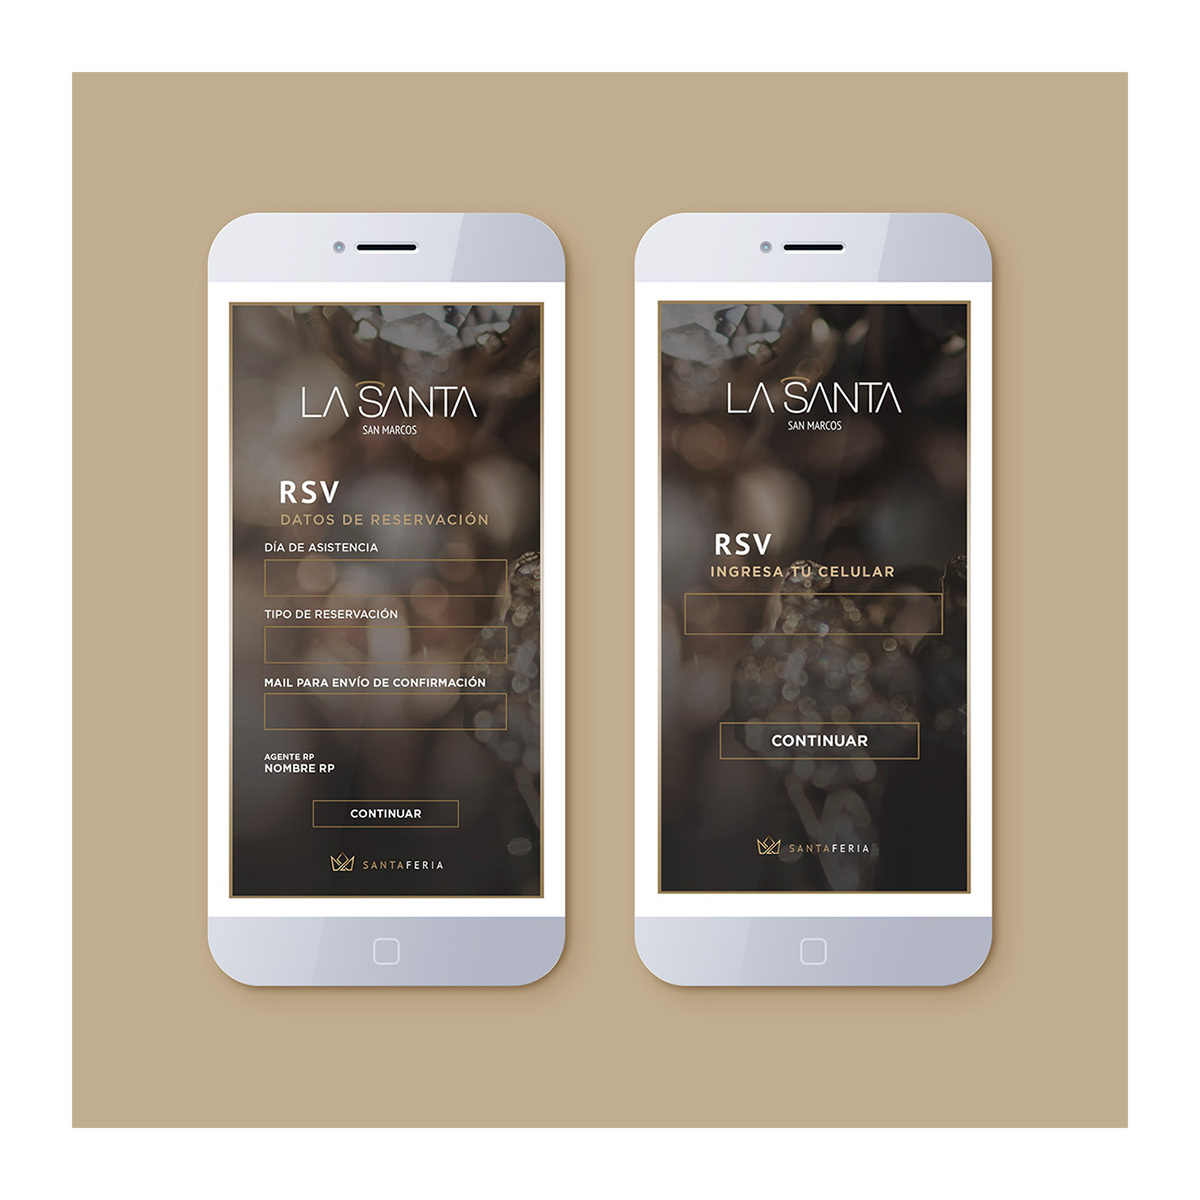 LA SANTA
SAN MARCOS
RSV
DATOS DE RESERVACIÓN
DÍA DE ASISTENCIA
TIPO DE RESERVACIÓN
MAIL PARA ENVÍO DE CONFIRMACIÓN
AGENTE RP
NOMBRE RP
CONTINUAR
SANTAFERIA
LA SANTA
SAN MARCOS
RSV
INGRESA TU CELULAR
CONTINUAR
SANTAFERIA